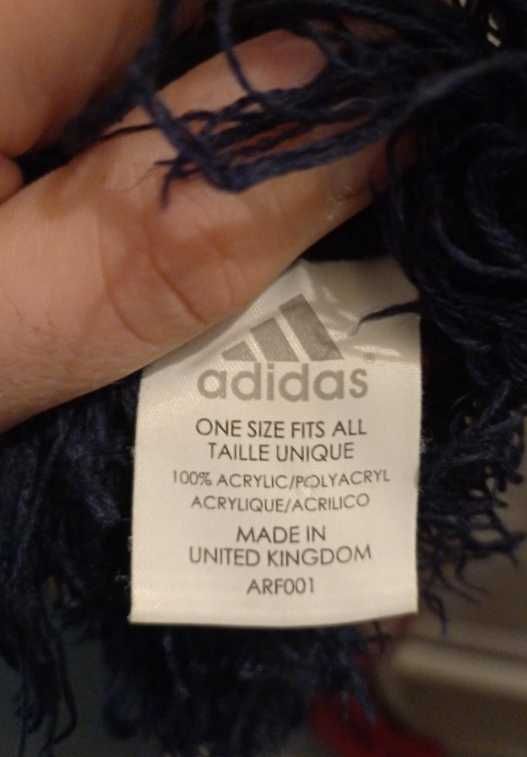 adidas
ONE SIZE FITS ALL
TAILLE UNIQUE
100% ACRYLIC/POLYACRYL
ACRYLIQUE/ACRILICO
MADE IN
UNITED KINGDOM
ARF001